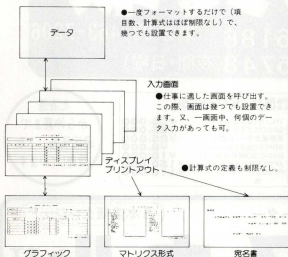 データ
●一度フォーマットするだけで（項
目数、計算式はほぼ制限なし）で、
幾つでも設置できます。
入力画面
●仕事に適した画面を呼び出す。
この際、画面は幾つでも設置でき
ます。又、一画面中、何個のデー
タ入力があっても可。
ディスプレイ
プリントアウト
●計算式の定義も制限なし。
グラフィック
マトリクス形式
宛名書